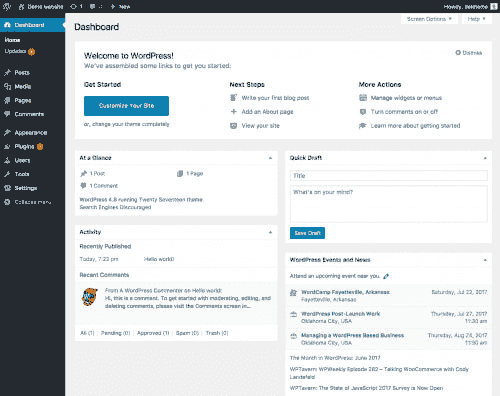 Demo website
1
New
Howdy,
Screen Options
Help
Dashboard
Home
Updates
Posts
Media
Pages
Comments
Appearance
Plugins
Users
Tools
Settings
Collapse menu
Dashboard
Welcome to WordPress!
We've assembled some links to get you started:
Dismiss
Get Started
Customize Your Site
or, change your theme completely
Next Steps
Write your first blog post
Add an About page
View your site
More Actions
Manage widgets or menus
Turn comments on or off
Learn more about getting started
At a Glance
1 Post
1 Page
1 Comment
WordPress 4.8 running Twenty Seventeen theme.
Search Engines Discouraged
Activity
Recently Published
Today, 7:22 pm
Hello world!
Recent Comments
From A WordPress Commenter on Hello world!
Hi, this is a comment. To get started with moderating, editing, and
deleting comments, please visit the Comments screen in...
All (1) | Pending (0) | Approved (1) | Spam (0) | Trash (0)
Quick Draft
Title
What's on your mind?
Save Draft
WordPress Events and News
Attend an upcoming event near you.
WordCamp Fayetteville, Arkansas
Fayetteville, Arkansas
Saturday, Jul 22, 2017
WordPress Post-Launch Work
Oklahoma City, USA
Thursday, Jul 27, 2017
11:30 am
Managing a WordPress Based Business
Oklahoma City, USA
Thursday, Aug 24, 2017
11:30 am
The Month in WordPress: June 2017
WPTavern: WPWeekly Episode 282 – Talking WooCommerce with Cody
Landefeld
WPTavern: The State of JavaScript 2017 Survey is Now Open